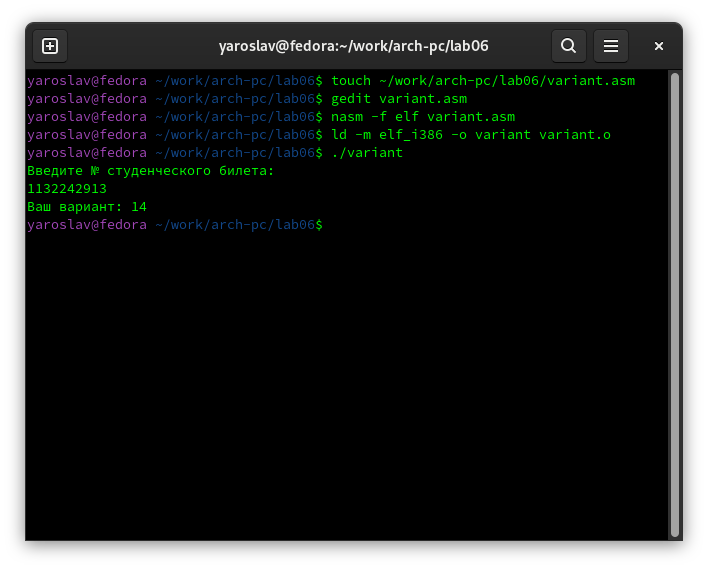 yaroslav@fedora:~/work/arch-pc/lab06
yaroslav@fedora ~/work/arch-pc/lab06$ touch ~/work/arch-pc/lab06/variant.asm
yaroslav@fedora ~/work/arch-pc/lab06$ gedit variant.asm
yaroslav@fedora ~/work/arch-pc/lab06$ nasm -f elf variant.asm
yaroslav@fedora ~/work/arch-pc/lab06$ ld -m elf_i386 -o variant variant.o
yaroslav@fedora ~/work/arch-pc/lab06$ ./variant
Введите № студенческого билета:
1132242913
Ваш вариант: 14
yaroslav@fedora ~/work/arch-pc/lab06$